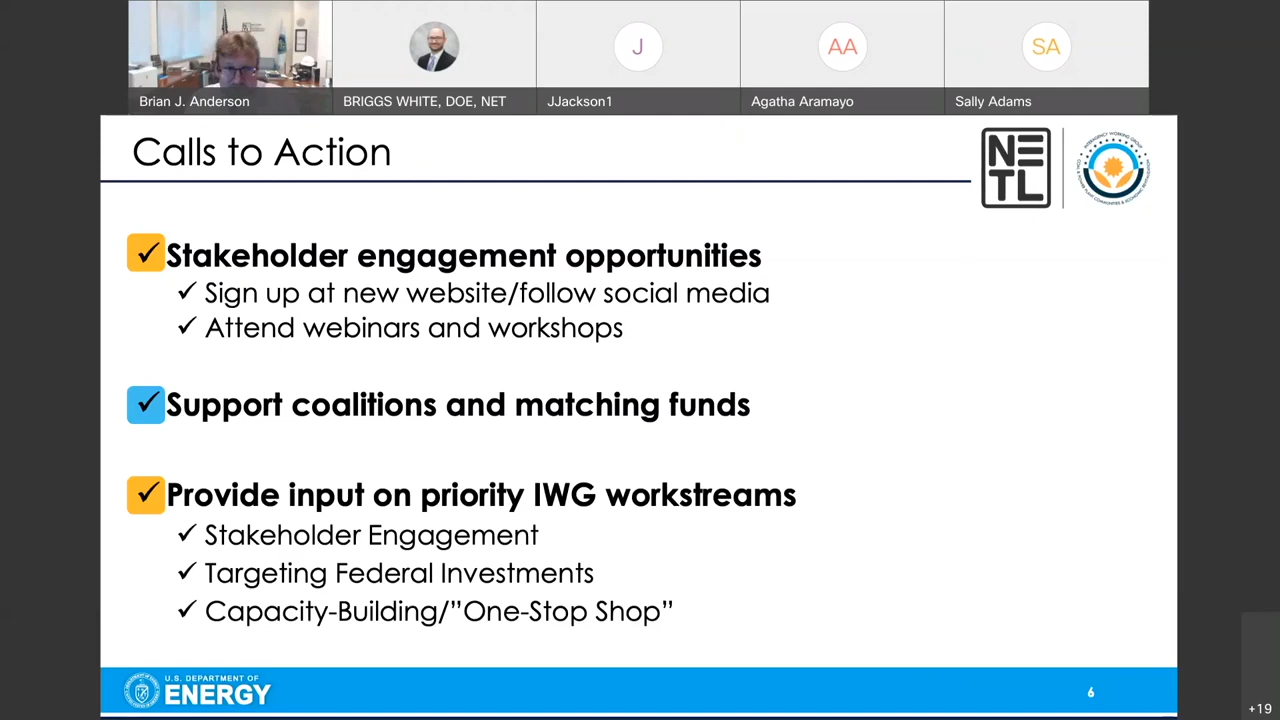 Brian J. Anderson
BRIGGS WHITE, DOE, NET
J
JJackson1
AA
Agatha Aramayo
SA
Sally Adams
Calls to Action
NE
TL
✓ Stakeholder engagement opportunities
✓ Sign up at new website/follow social media
✓ Attend webinars and workshops
✓ Support coalitions and matching funds
✓ Provide input on priority IWG workstreams
✓ Stakeholder Engagement
✓ Targeting Federal Investments
✓ Capacity-Building/”One-Stop Shop”
U.S. DEPARTMENT OF
ENERGY
6
+19